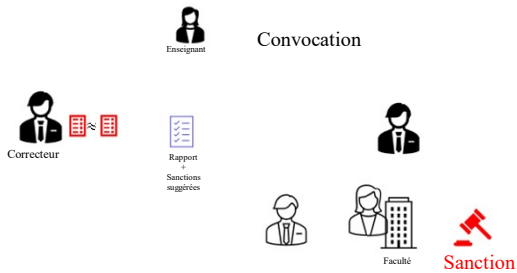 Enseignant
Convocation
≈
Correcteur
Rapport
+
Sanctions
suggérées
Faculté
Sanction